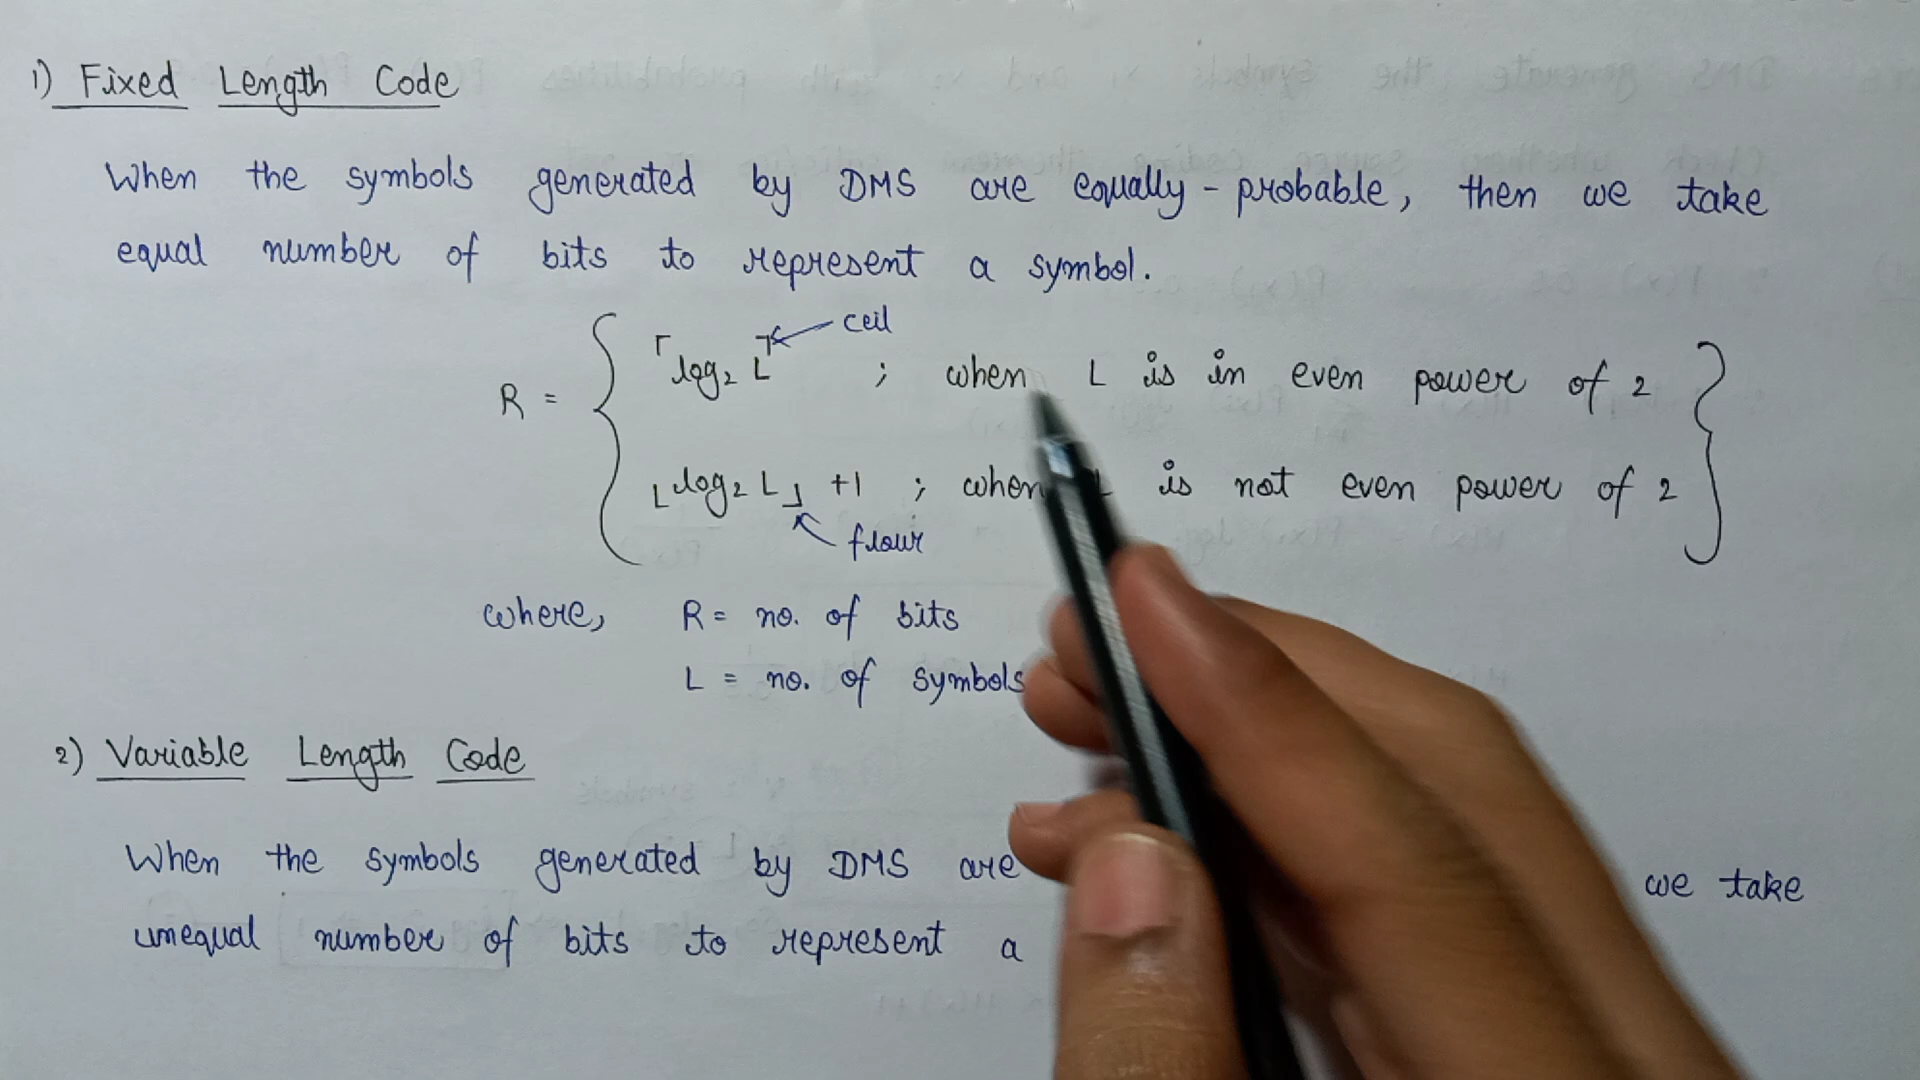 1) Fixed Length Code
When the symbols generated by DMS are equally-probable, then we take
equal number of bits to represent a symbol.
R = { ⌈log₂ L⌉ ← ceil ; when L is in even power of 2 }
⌊log₂ L⌋ +1 ; when L is not even power of 2
flour
where, R = no. of bits
L = no. of symbols
2) Variable Length Code
When the symbols generated by DMS are we take
unequal number of bits to represent a